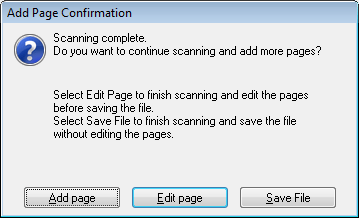 Add Page Confirmation
Scanning complete.
Do you want to continue scanning and add more pages?
Select Edit Page to finish scanning and edit the pages
before saving the file.
Select Save File to finish scanning and save the file
without editing the pages.
Add page
Edit page
Save File